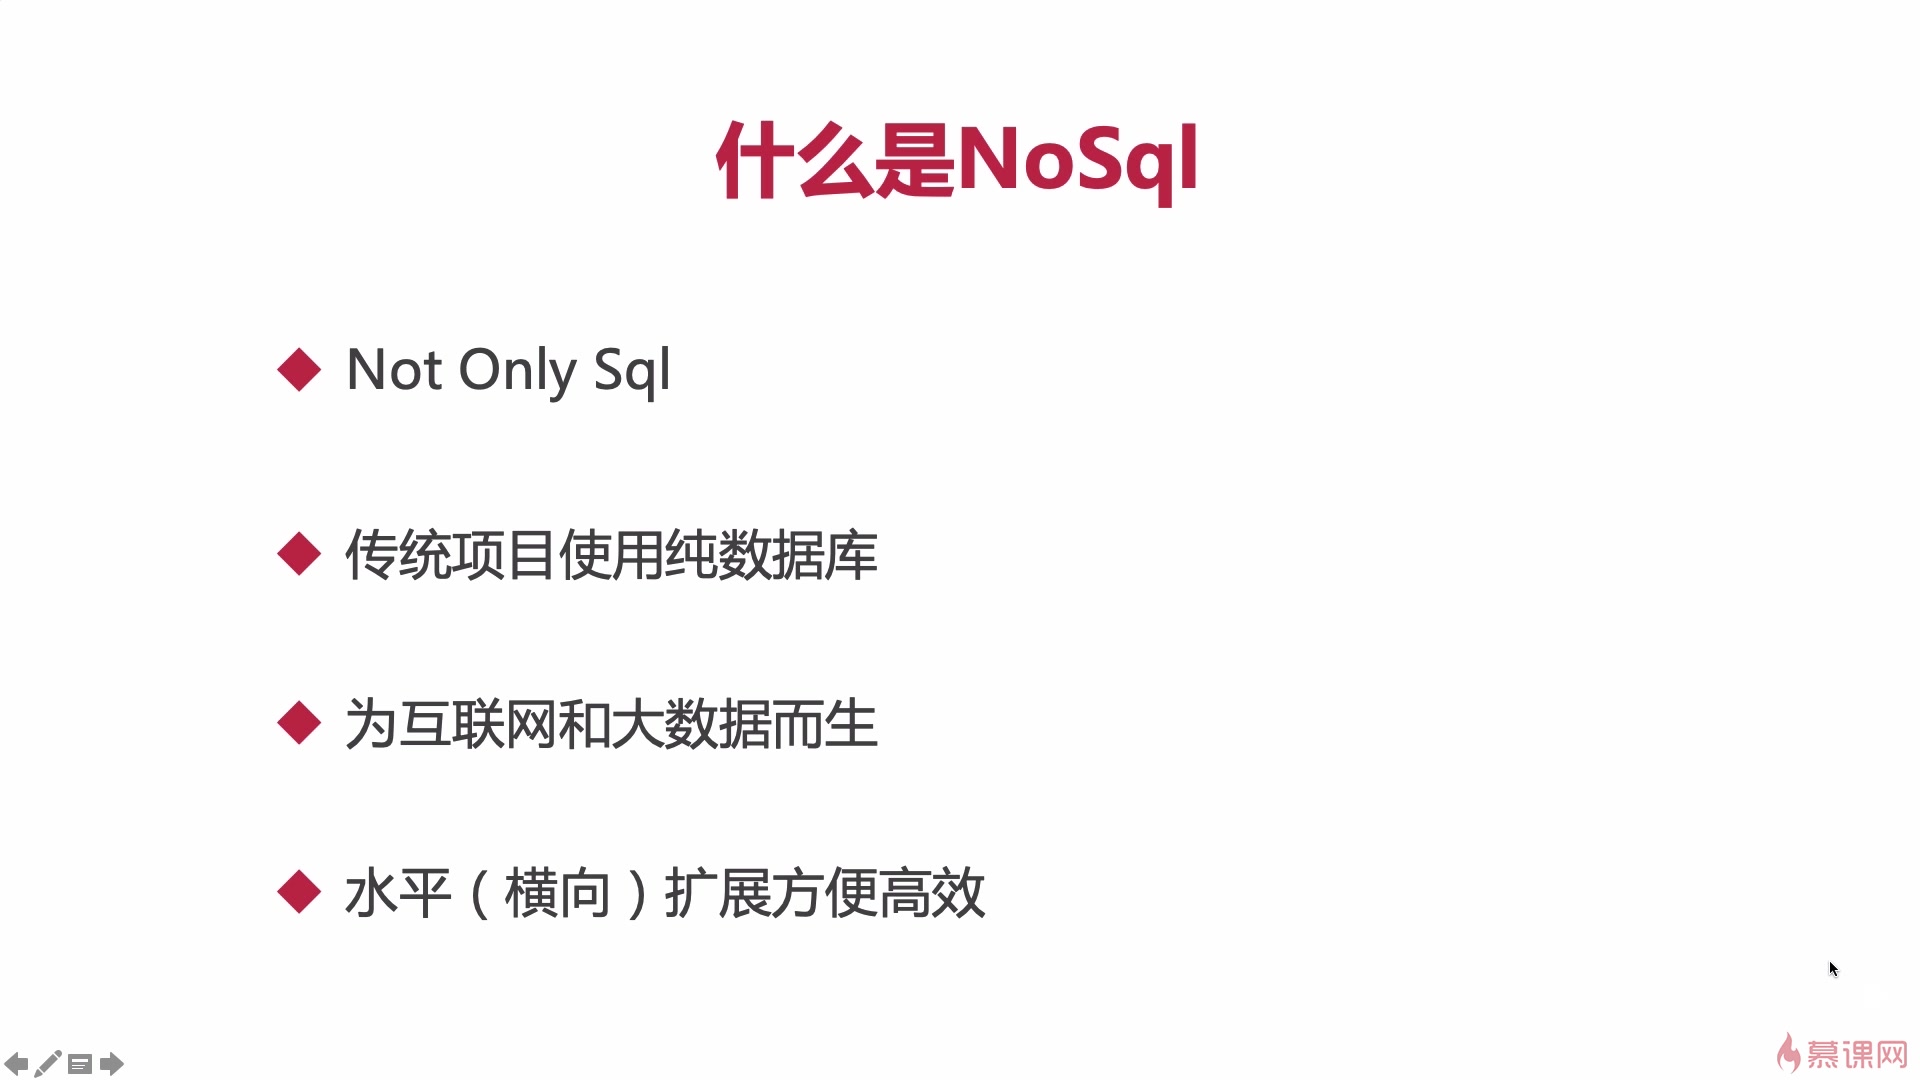 什么是NoSql
Not Only Sql
传统项目使用纯数据库
为互联网和大数据而生
水平（横向）扩展方便高效
慕课网